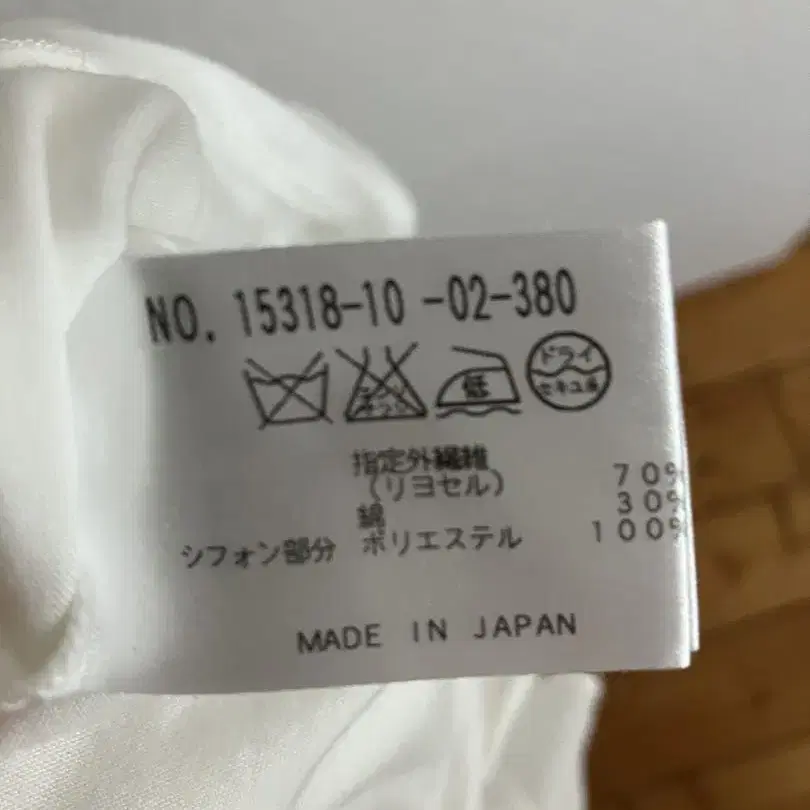 NO. 15318-10 -02-380
低 ドライ
セキユ系
指定外繊維 70%
(リヨセル)
綿 30%
シフォン部分 ポリエステル 100%
MADE IN JAPAN